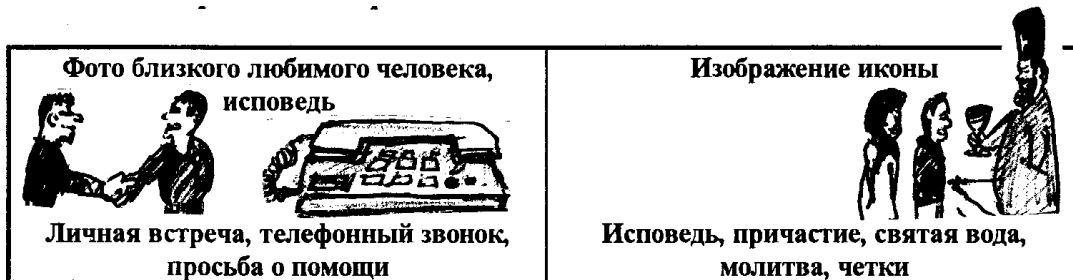 Фото близкого любимого человека,
исповедь
Личная встреча, телефонный звонок,
просьба о помощи
Изображение иконы
Исповедь, причастие, святая вода,
молитва, четки